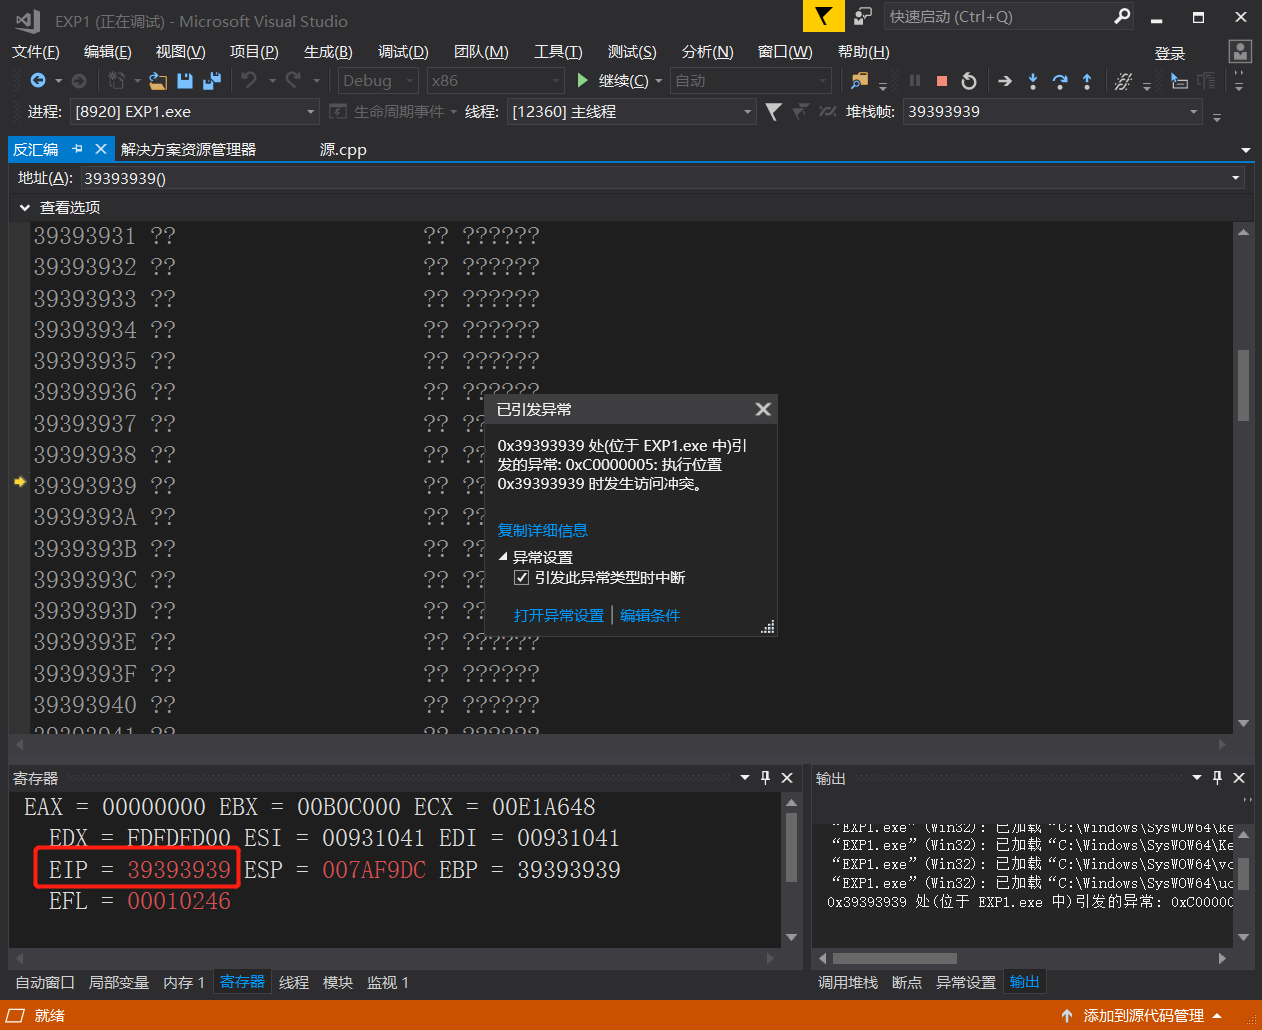 EXP1 (正在调试) - Microsoft Visual Studio
快速启动 (Ctrl+Q)
文件(F) 编辑(E) 视图(V) 项目(P) 生成(B) 调试(D) 团队(M) 工具(T) 测试(S) 分析(N) 窗口(W) 帮助(H) 登录
Debug x86 继续(C) 自动
进程: [8920] EXP1.exe 生命周期事件 线程: [12360] 主线程 堆栈帧: 39393939
反汇编 解决方案资源管理器 源.cpp
地址(A): 39393939()
查看选项
39393931 ?? ?? ??????
39393932 ?? ?? ??????
39393933 ?? ?? ??????
39393934 ?? ?? ??????
39393935 ?? ?? ??????
39393936 ?? ?? ??????
39393937 ?? ??
39393938 ?? ??
39393939 ?? ??
3939393A ?? ??
3939393B ?? ??
3939393C ?? ??
3939393D ?? ??
3939393E ?? ?? ??????
3939393F ?? ?? ??????
39393940 ?? ?? ??????
39393941 ?? ?? ??????
已引发异常
0x39393939 处(位于 EXP1.exe 中)引
发的异常: 0xC0000005: 执行位置
0x39393939 时发生访问冲突。
复制详细信息
异常设置
引发此异常类型时中断
打开异常设置 | 编辑条件
寄存器
EAX = 00000000 EBX = 00B0C000 ECX = 00E1A648
EDX = FDFDFD00 ESI = 00931041 EDI = 00931041
EIP = 39393939 ESP = 007AF9DC EBP = 39393939
EFL = 00010246
输出
“EXP1.exe” (Win32): 已加载 “C:\Windows\SysWOW64\ke
“EXP1.exe” (Win32): 已加载 “C:\Windows\SysWOW64\Ke
“EXP1.exe” (Win32): 已加载 “C:\Windows\SysWOW64\vc
“EXP1.exe” (Win32): 已加载 “C:\Windows\SysWOW64\uc
0x39393939 处(位于 EXP1.exe 中)引发的异常: 0xC0000C
自动窗口 局部变量 内存 1 寄存器 线程 模块 监视 1
调用堆栈 断点 异常设置 输出
就绪
添加到源代码管理